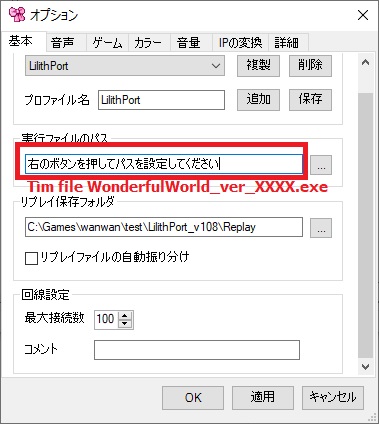 オプション
基本 音声 ゲーム カラー 音量 IPの変換 詳細
LilithPort 複製 削除
プロファイル名 LilithPort 追加 保存
実行ファイルのパス
右のボタンを押してパスを設定してください ...
Tim file WonderfulWorld_ver_XXXX.exe
リプレイ保存フォルダ
C:\Games\wanwan\test\LilithPort_v108\Replay ...
リプレイファイルの自動振り分け
回線設定
最大接続数 100
コメント
OK 適用 キャンセル